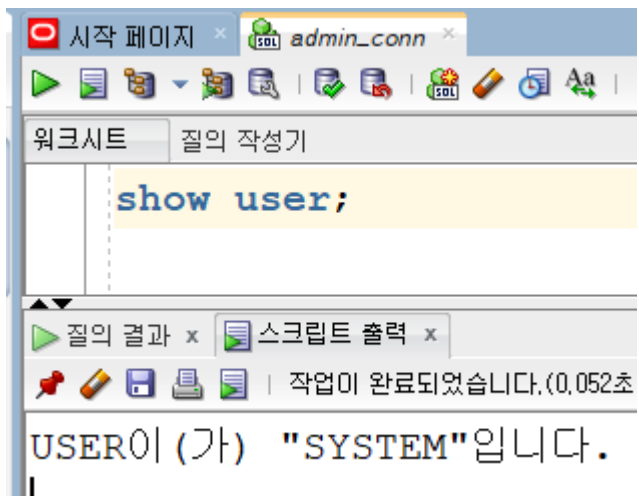 시작 페이지 admin_conn
워크시트 질의 작성기
show user;
질의 결과 x 스크립트 출력 x
작업이 완료되었습니다.(0,052초
USER이(가) "SYSTEM"입니다.